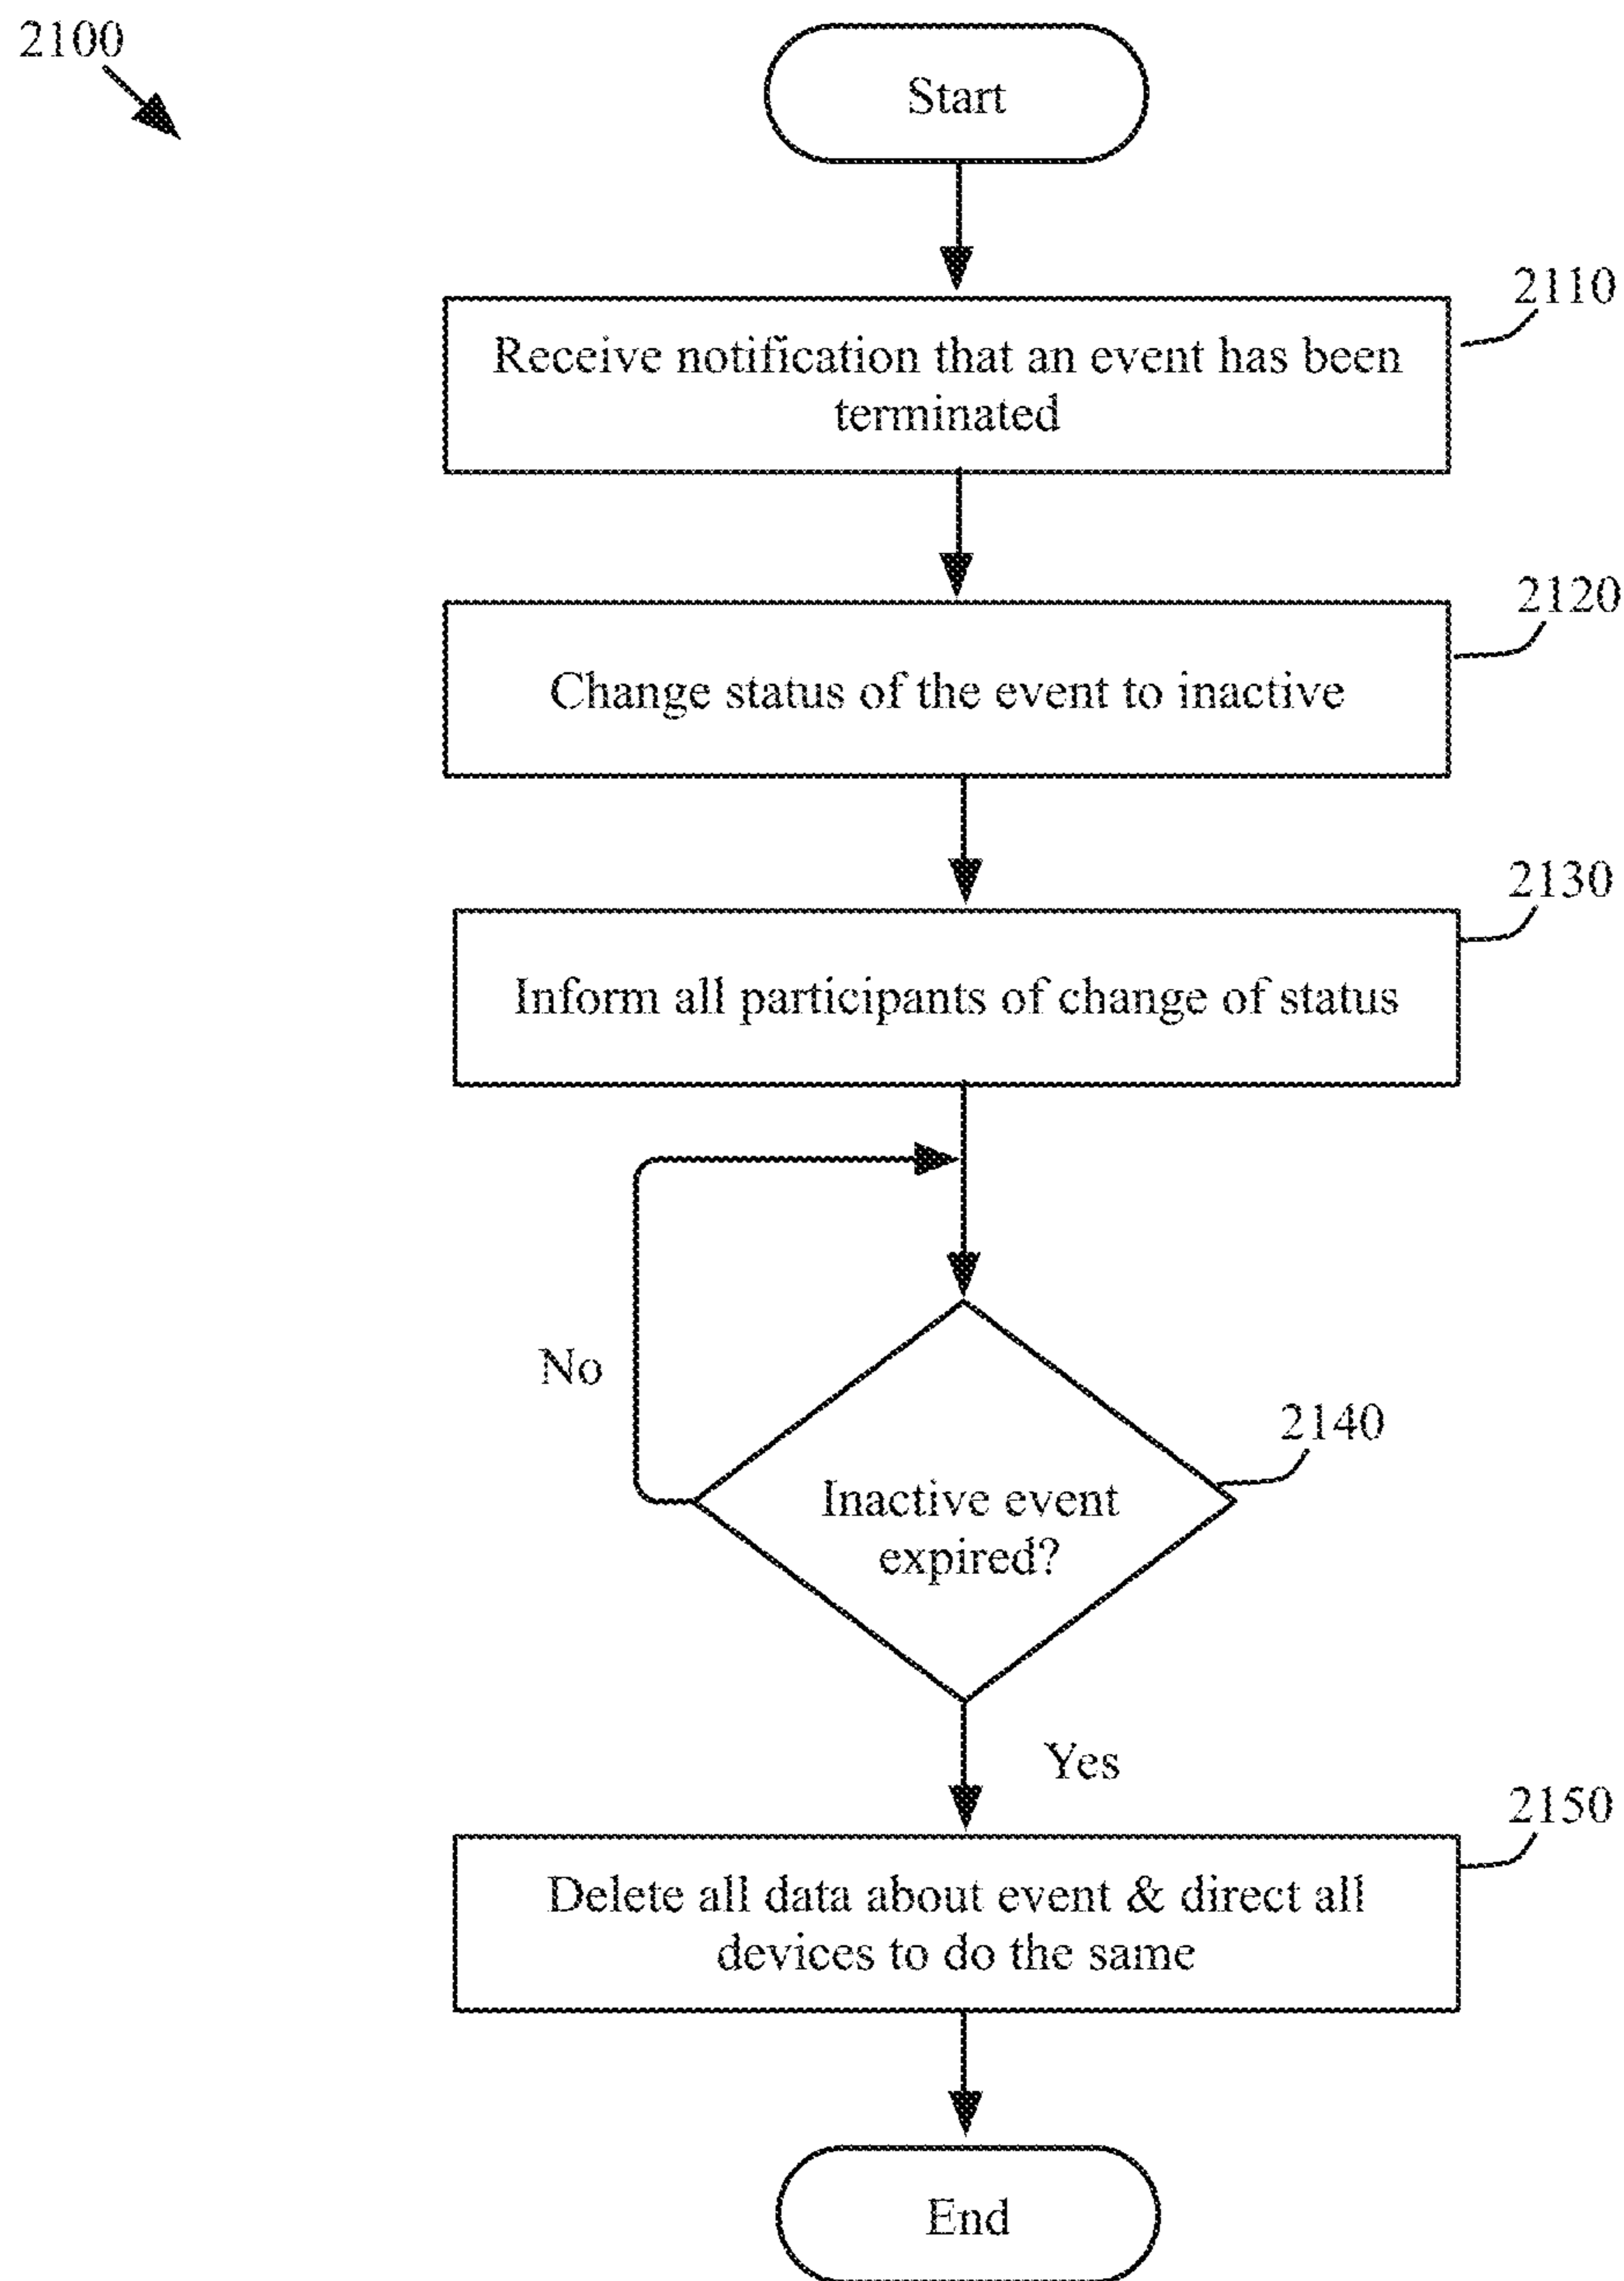 2100
Start
2110
Receive notification that an event has been
terminated
2120
Change status of the event to inactive
2130
Inform all participants of change of status
No
2140
Inactive event
expired?
Yes
2150
Delete all data about event & direct all
devices to do the same
End